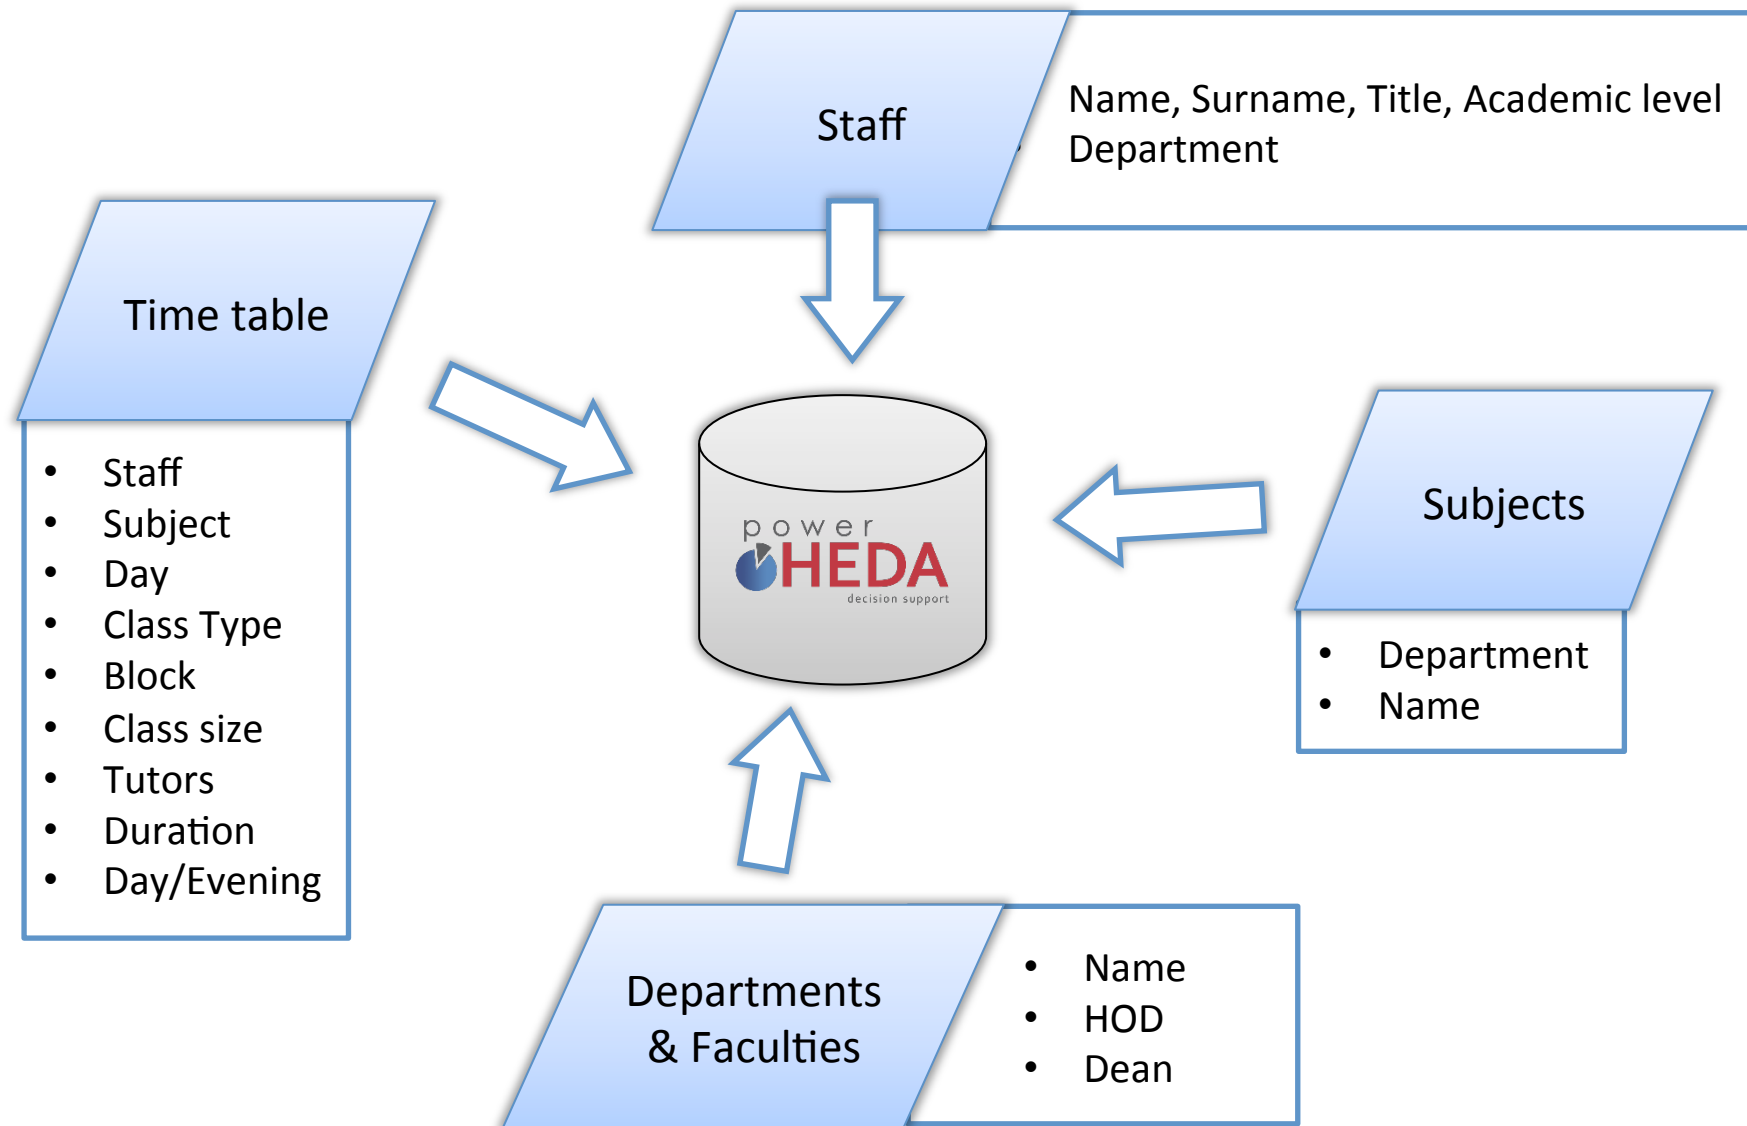 Staff
Name, Surname, Title, Academic level
Department
Time table
• Staff
• Subject
• Day
• Class Type
• Block
• Class size
• Tutors
• Duration
• Day/Evening
power
HEDA
decision support
Subjects
• Department
• Name
Departments
& Faculties
• Name
• HOD
• Dean